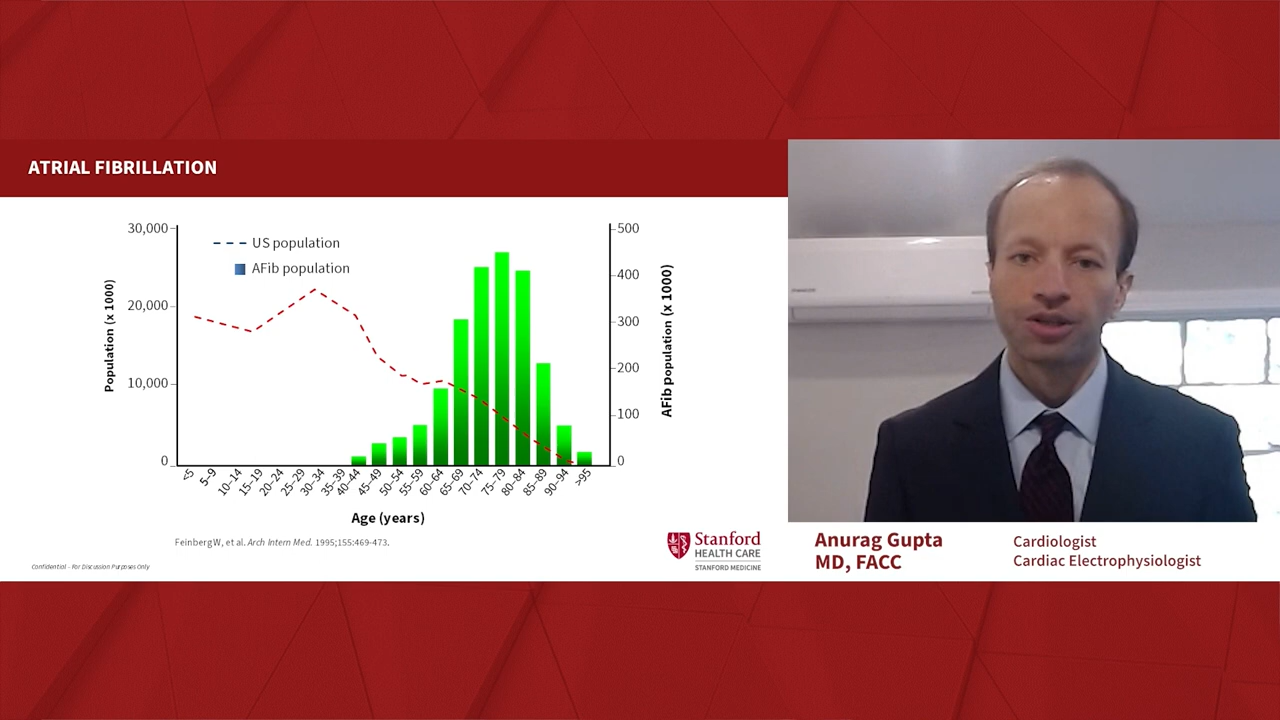 ATRIAL FIBRILLATION
30,000
20,000
10,000
0
Population (x 1000)
US population
AFib population
500
400
300
200
100
0
AFib population (x 1000)
<5
5–9
10–14
15–19
20–24
25–29
30–34
35–39
40–44
45–49
50–54
55–59
60–64
65–69
70–74
75–79
80–84
85–89
90–94
>95
Age (years)
Feinberg W, et al. Arch Intern Med. 1995;155:469-473.
Confidential - For Discussion Purposes Only
Stanford
HEALTH CARE
STANFORD MEDICINE
Anurag Gupta
MD, FACC
Cardiologist
Cardiac Electrophysiologist